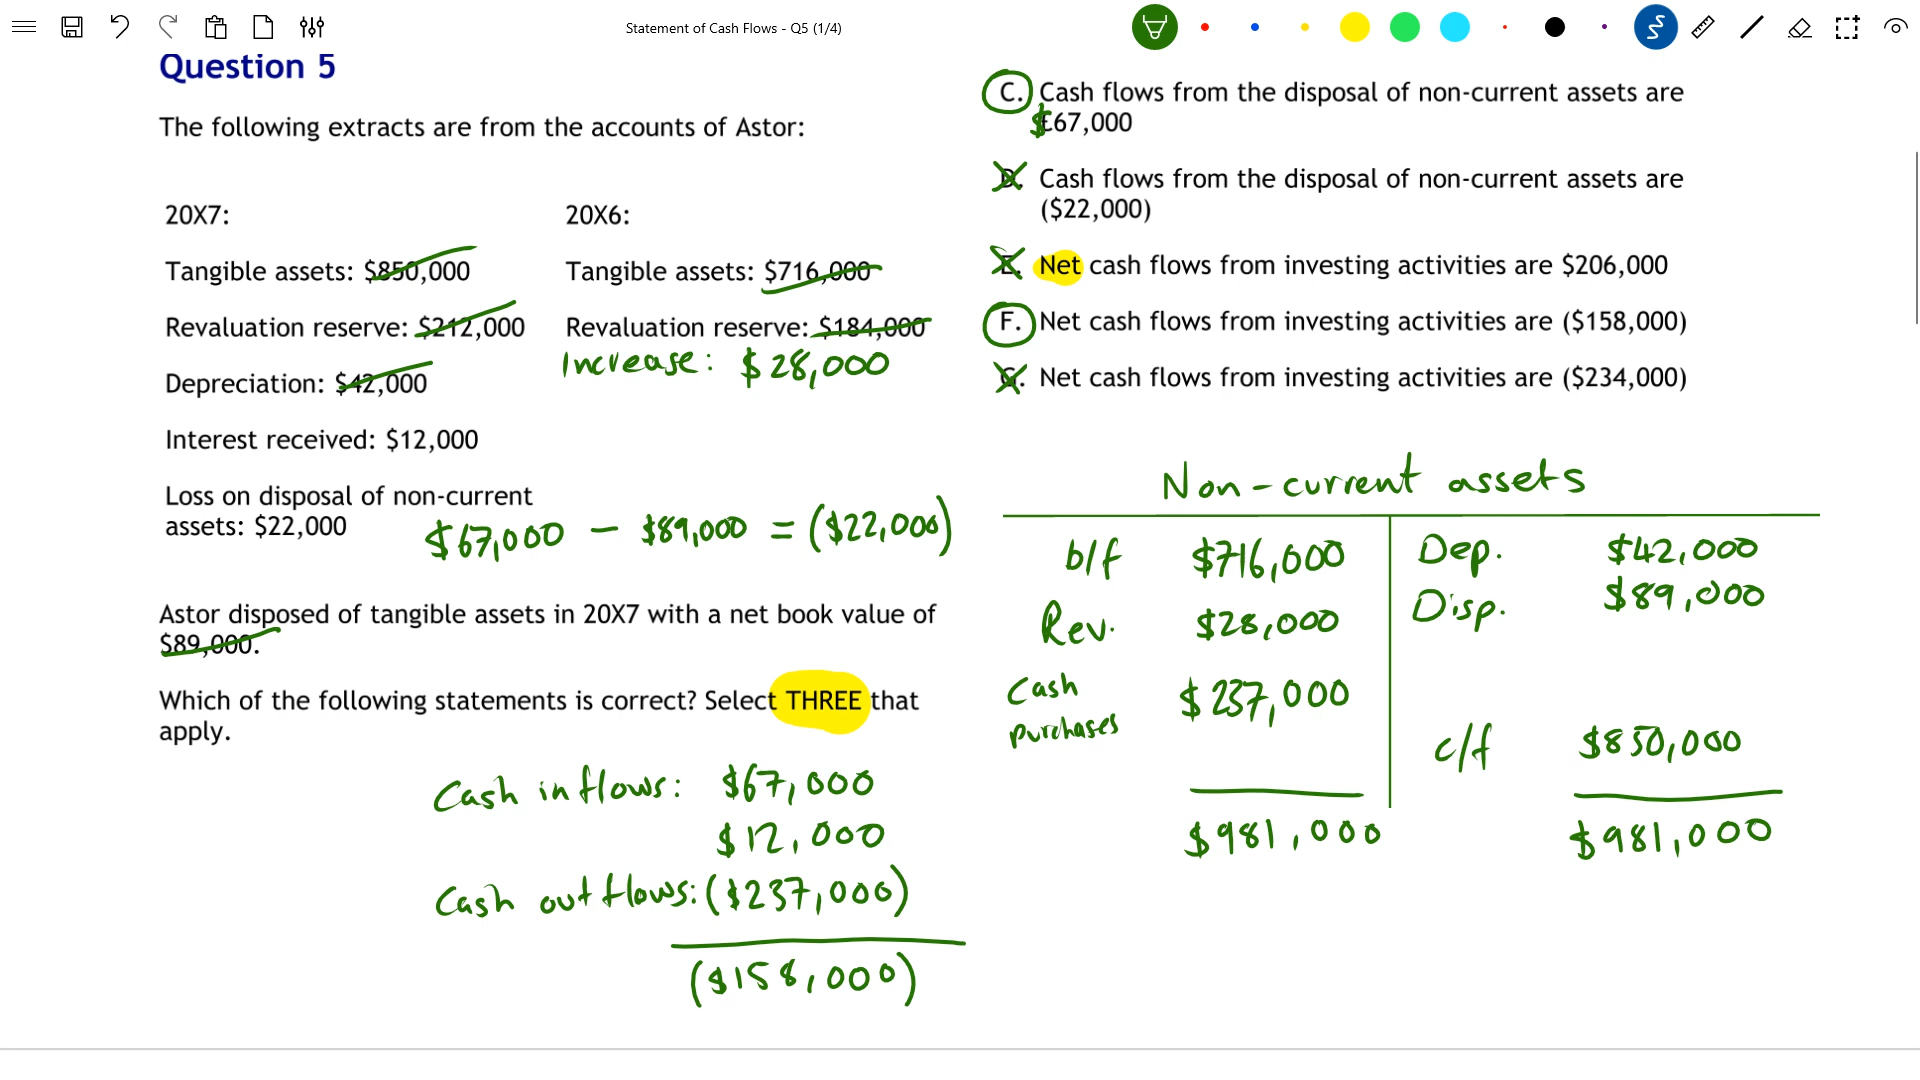 Statement of Cash Flows - Q5 (1/4)
Question 5
The following extracts are from the accounts of Astor:
20X7:
20X6:
Tangible assets: $850,000
Tangible assets: $716,000
Revaluation reserve: $212,000
Revaluation reserve: $184,000
Increase: $28,000
Depreciation: $42,000
Interest received: $12,000
Loss on disposal of non-current
assets: $22,000
$67,000 - $89,000 = ($22,000)
Astor disposed of tangible assets in 20X7 with a net book value of
$89,000.
Which of the following statements is correct? Select THREE that
apply.
Cash inflows: $67,000
$12,000
Cash outflows: ($237,000)
($158,000)
C. Cash flows from the disposal of non-current assets are
$67,000
D. Cash flows from the disposal of non-current assets are
($22,000)
E. Net cash flows from investing activities are $206,000
F. Net cash flows from investing activities are ($158,000)
G. Net cash flows from investing activities are ($234,000)
Non-current assets
b/f $716,000
Rev. $28,000
Cash
purchases $237,000
$981,000
Dep. $42,000
Disp. $89,000
c/f $850,000
$981,000